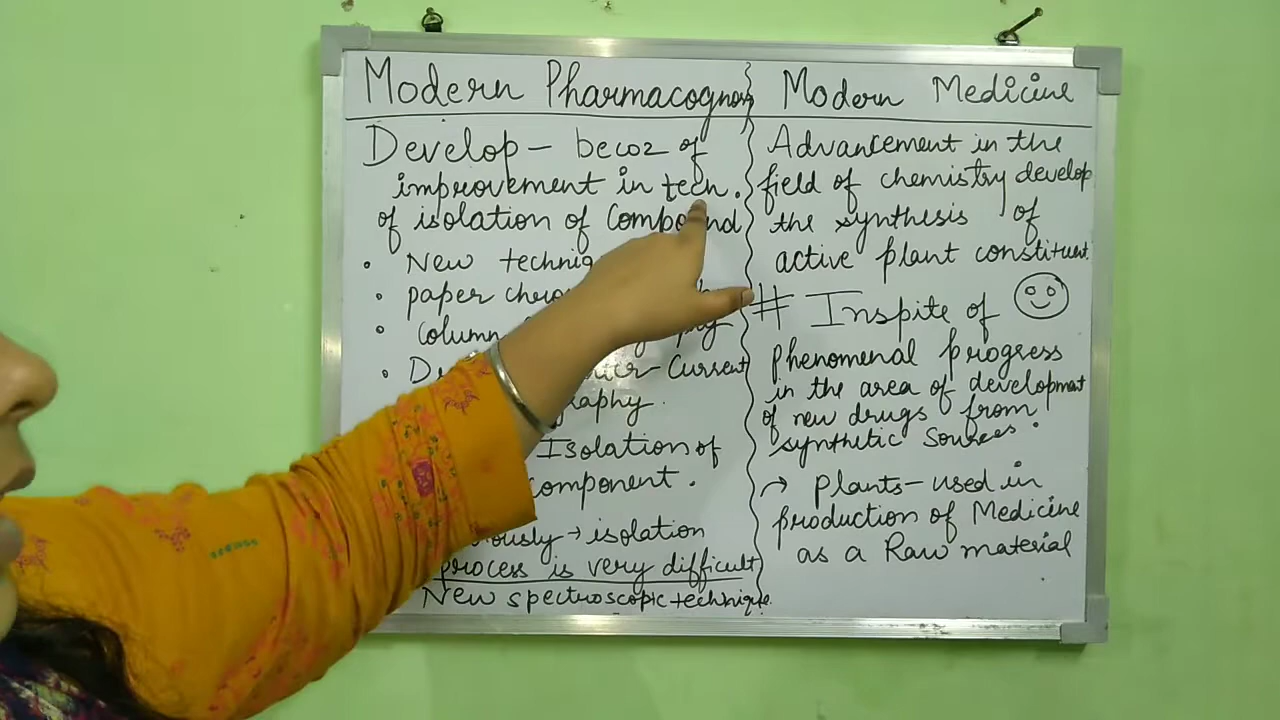 Modern Pharmacognosy
Develop - becoz of
improvement in tech.
of isolation of Compound
• New
• paper
• column
•
Current
Isolation of
component.
→ isolation
process is very difficult
New spectroscopic technique.
Modern Medicine
Advancement in the
field of chemistry develop
the synthesis of
active plant constituent.
# Inspite of
phenomenal progress
in the area of development
of new drugs from
synthetic Sources.
→ Plants - used in
production of Medicine
as a Raw material